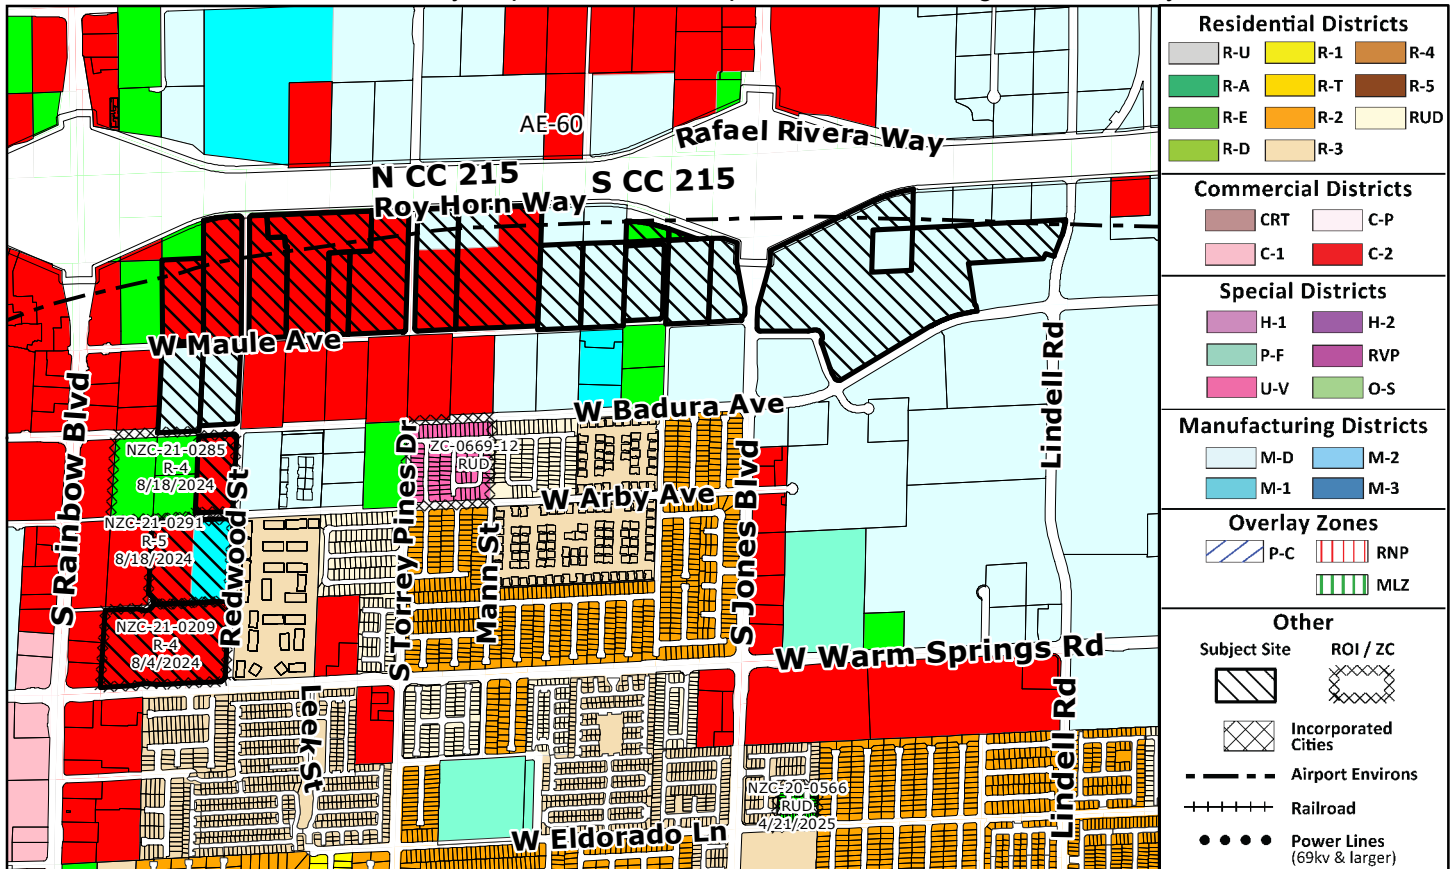 AE-60
Rafael Rivera Way
N CC 215
S CC 215
Roy Horn Way
W Maule Ave
S Rainbow Blvd
W Badura Ave
NZC-21-0285
R-4
8/18/2024
ZC-0669-12
RUD
Lindell Rd
W Arby Ave
NZC-21-0291
R-5
8/18/2024
Redwood St
S Torrey Pines Dr
Mann St
S Jones Blvd
NZC-21-0209
R-4
8/4/2024
W Warm Springs Rd
Leek St
Lindell Rd
NZC-20-0566
RUD
4/21/2025
W Eldorado Ln
Residential Districts
R-U
R-1
R-4
R-A
R-T
R-5
R-E
R-2
RUD
R-D
R-3
Commercial Districts
CRT
C-P
C-1
C-2
Special Districts
H-1
H-2
P-F
RVP
U-V
O-S
Manufacturing Districts
M-D
M-2
M-1
M-3
Overlay Zones
P-C
RNP
MLZ
Other
Subject Site
ROI / ZC
Incorporated
Cities
Airport Environs
Railroad
Power Lines
(69kv & larger)